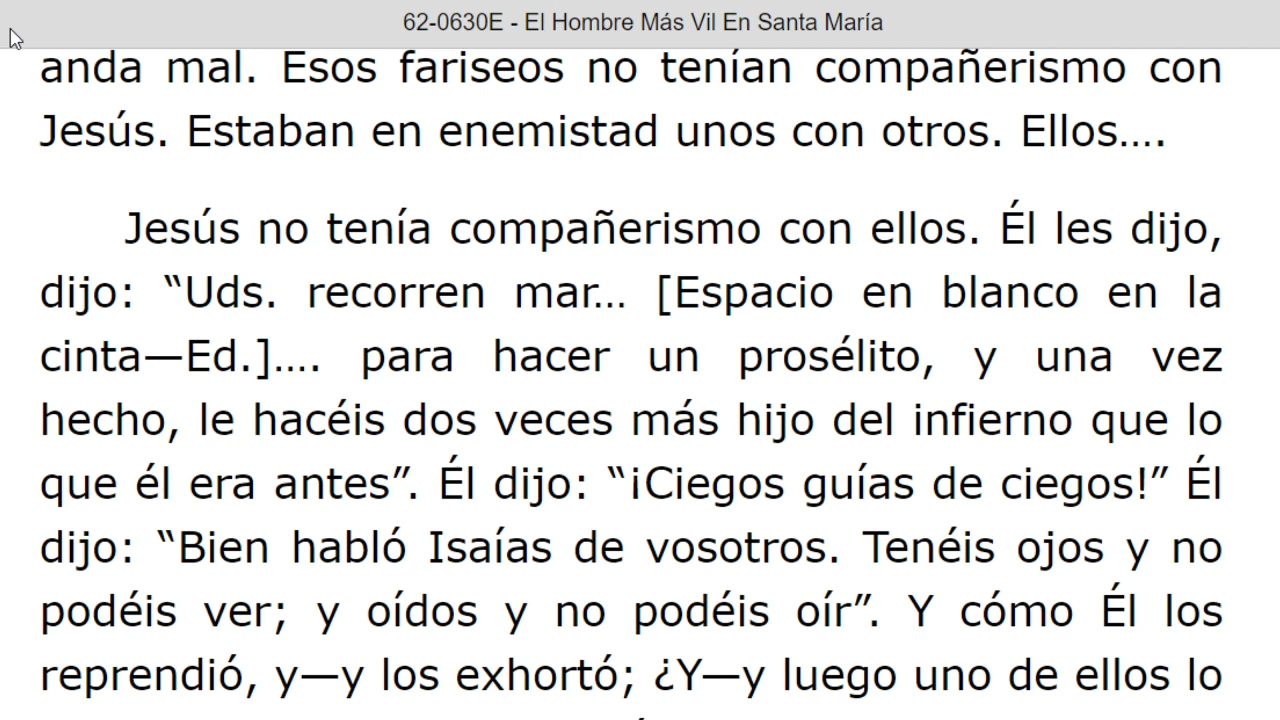 62-0630E - El Hombre Más Vil En Santa María
anda mal. Esos fariseos no tenían compañerismo con
Jesús. Estaban en enemistad unos con otros. Ellos….
Jesús no tenía compañerismo con ellos. Él les dijo,
dijo: “Uds. recorren mar… [Espacio en blanco en la
cinta—Ed.]…. para hacer un prosélito, y una vez
hecho, le hacéis dos veces más hijo del infierno que lo
que él era antes”. Él dijo: “¡Ciegos guías de ciegos!” Él
dijo: “Bien habló Isaías de vosotros. Tenéis ojos y no
podéis ver; y oídos y no podéis oír”. Y cómo Él los
reprendió, y—y los exhortó; ¿Y—y luego uno de ellos lo